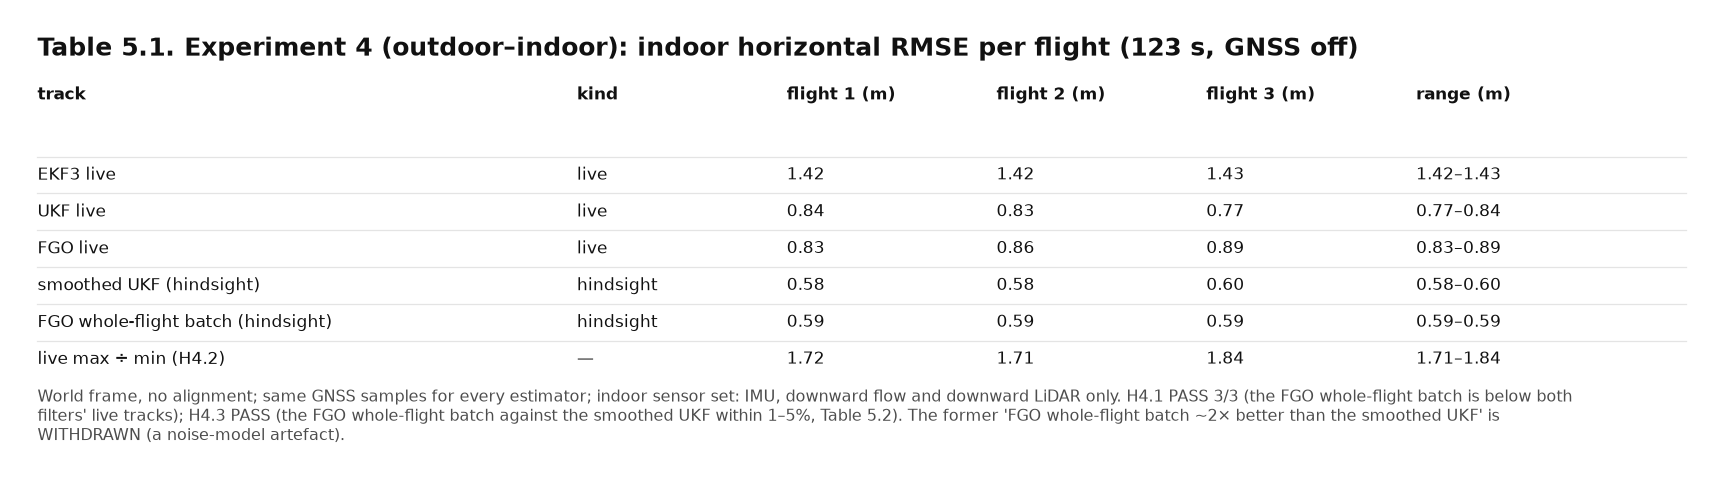 Table 5.1. Experiment 4 (outdoor–indoor): indoor horizontal RMSE per flight (123 s, GNSS off)
track kind flight 1 (m) flight 2 (m) flight 3 (m) range (m)
EKF3 live live 1.42 1.42 1.43 1.42–1.43
UKF live live 0.84 0.83 0.77 0.77–0.84
FGO live live 0.83 0.86 0.89 0.83–0.89
smoothed UKF (hindsight) hindsight 0.58 0.58 0.60 0.58–0.60
FGO whole-flight batch (hindsight) hindsight 0.59 0.59 0.59 0.59–0.59
live max ÷ min (H4.2) — 1.72 1.71 1.84 1.71–1.84
World frame, no alignment; same GNSS samples for every estimator; indoor sensor set: IMU, downward flow and downward LiDAR only. H4.1 PASS 3/3 (the FGO whole-flight batch is below both
filters' live tracks); H4.3 PASS (the FGO whole-flight batch against the smoothed UKF within 1–5%, Table 5.2). The former 'FGO whole-flight batch ~2× better than the smoothed UKF' is
WITHDRAWN (a noise-model artefact).